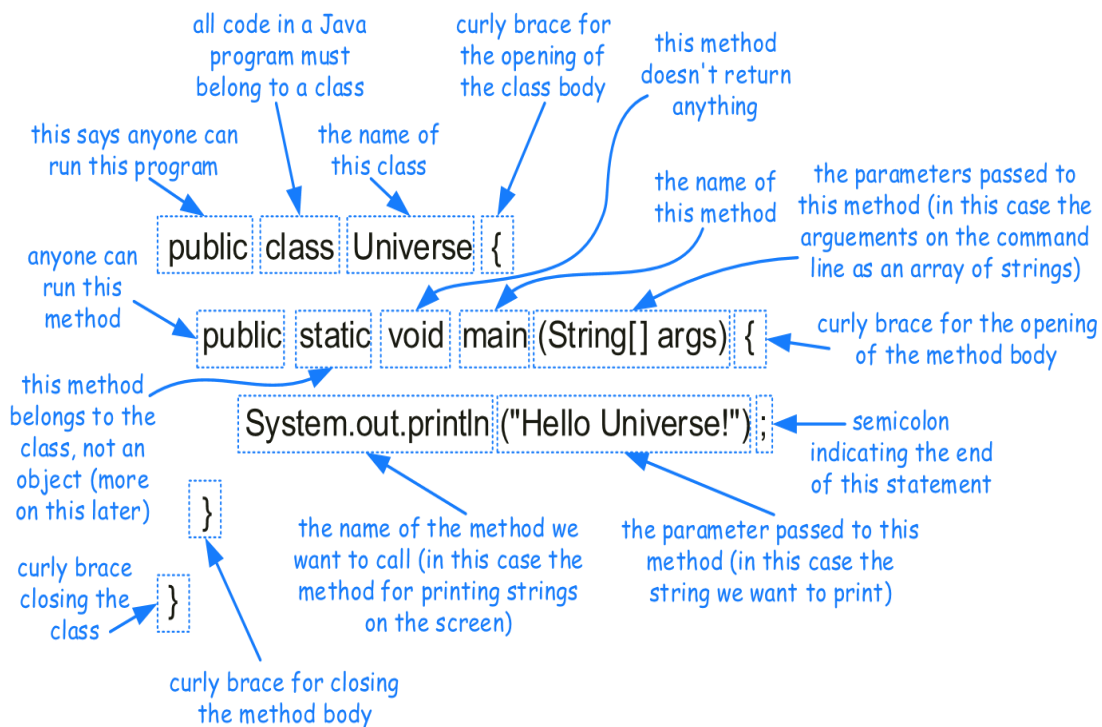 all code in a Java
program must
belong to a class
curly brace for
the opening of
the class body
this method
doesn't return
anything
this says anyone can
run this program
the name of
this class
the name of
this method
the parameters passed to
this method (in this case the
arguements on the command
line as an array of strings)
public class Universe {
anyone can
run this
method
public static void main (String[] args) {
curly brace for the opening
of the method body
this method
belongs to the
class, not an
object (more
on this later)
System.out.println ("Hello Universe!") ;
semicolon
indicating the end
of this statement
}
the name of the method we
want to call (in this case the
method for printing strings
on the screen)
the parameter passed to this
method (in this case the
string we want to print)
curly brace
closing the
class
}
curly brace for closing
the method body